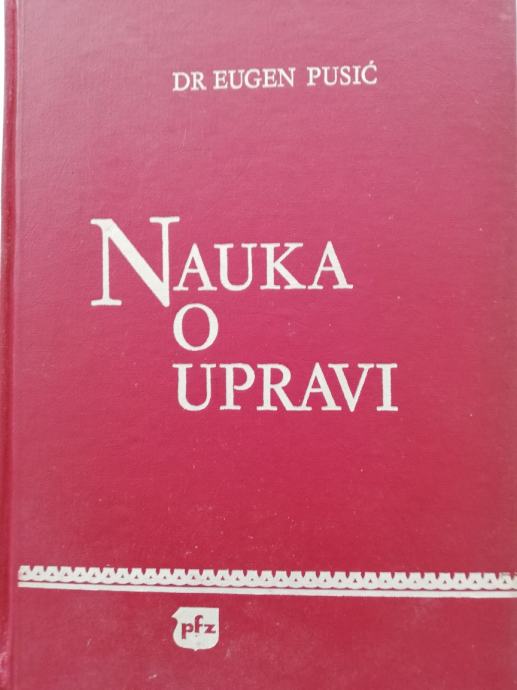 DR EUGEN PUSIĆ
NAUKA
O
UPRAVI
pfz